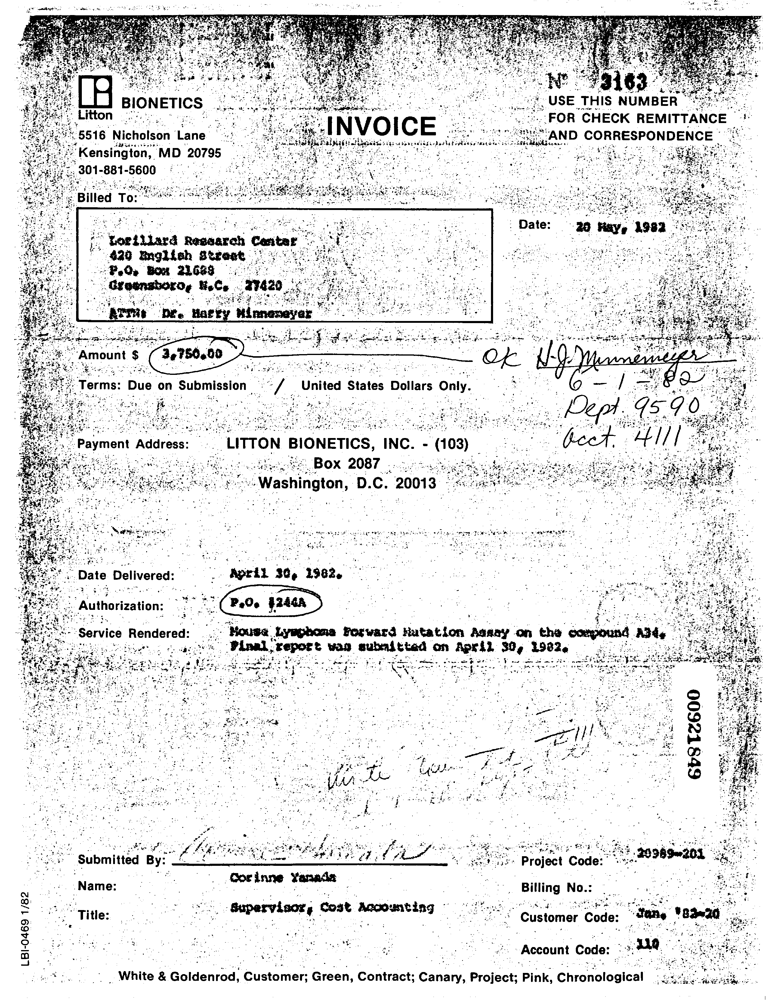 Litton
BIONETICS
5516 Nicholson Lane
Kensington, MD 20795
301-881-5600
INVOICE
Nº 3163
USE THIS NUMBER
FOR CHECK REMITTANCE
AND CORRESPONDENCE
Billed To:
Lorillard Research Center
420 English Street
P.O. Box 21688
Greensboro, N.C. 27420
ATTN: Dr. Harry Minnemeyer
Date: 20 May, 1982
Amount $ 3,750.00
OK H.J. Minnemeyer
6-1-82
Dept. 9590
acct. 4111
Terms: Due on Submission / United States Dollars Only.
Payment Address: LITTON BIONETICS, INC. - (103)
Box 2087
Washington, D.C. 20013
Date Delivered: April 30, 1982.
Authorization: P.O. #244A
Service Rendered: Mouse Lymphoma Forward Mutation Assay on the compound A34.
Final report was submitted on April 30, 1982.
00921849
Submitted By:
Name: Corinne Yamada
Title: Supervisor, Cost Accounting
Project Code: 20989-201
Billing No.:
Customer Code: Jan. '82-20
Account Code: 110
LBI-0469 1/82
White & Goldenrod, Customer; Green, Contract; Canary, Project; Pink, Chronological